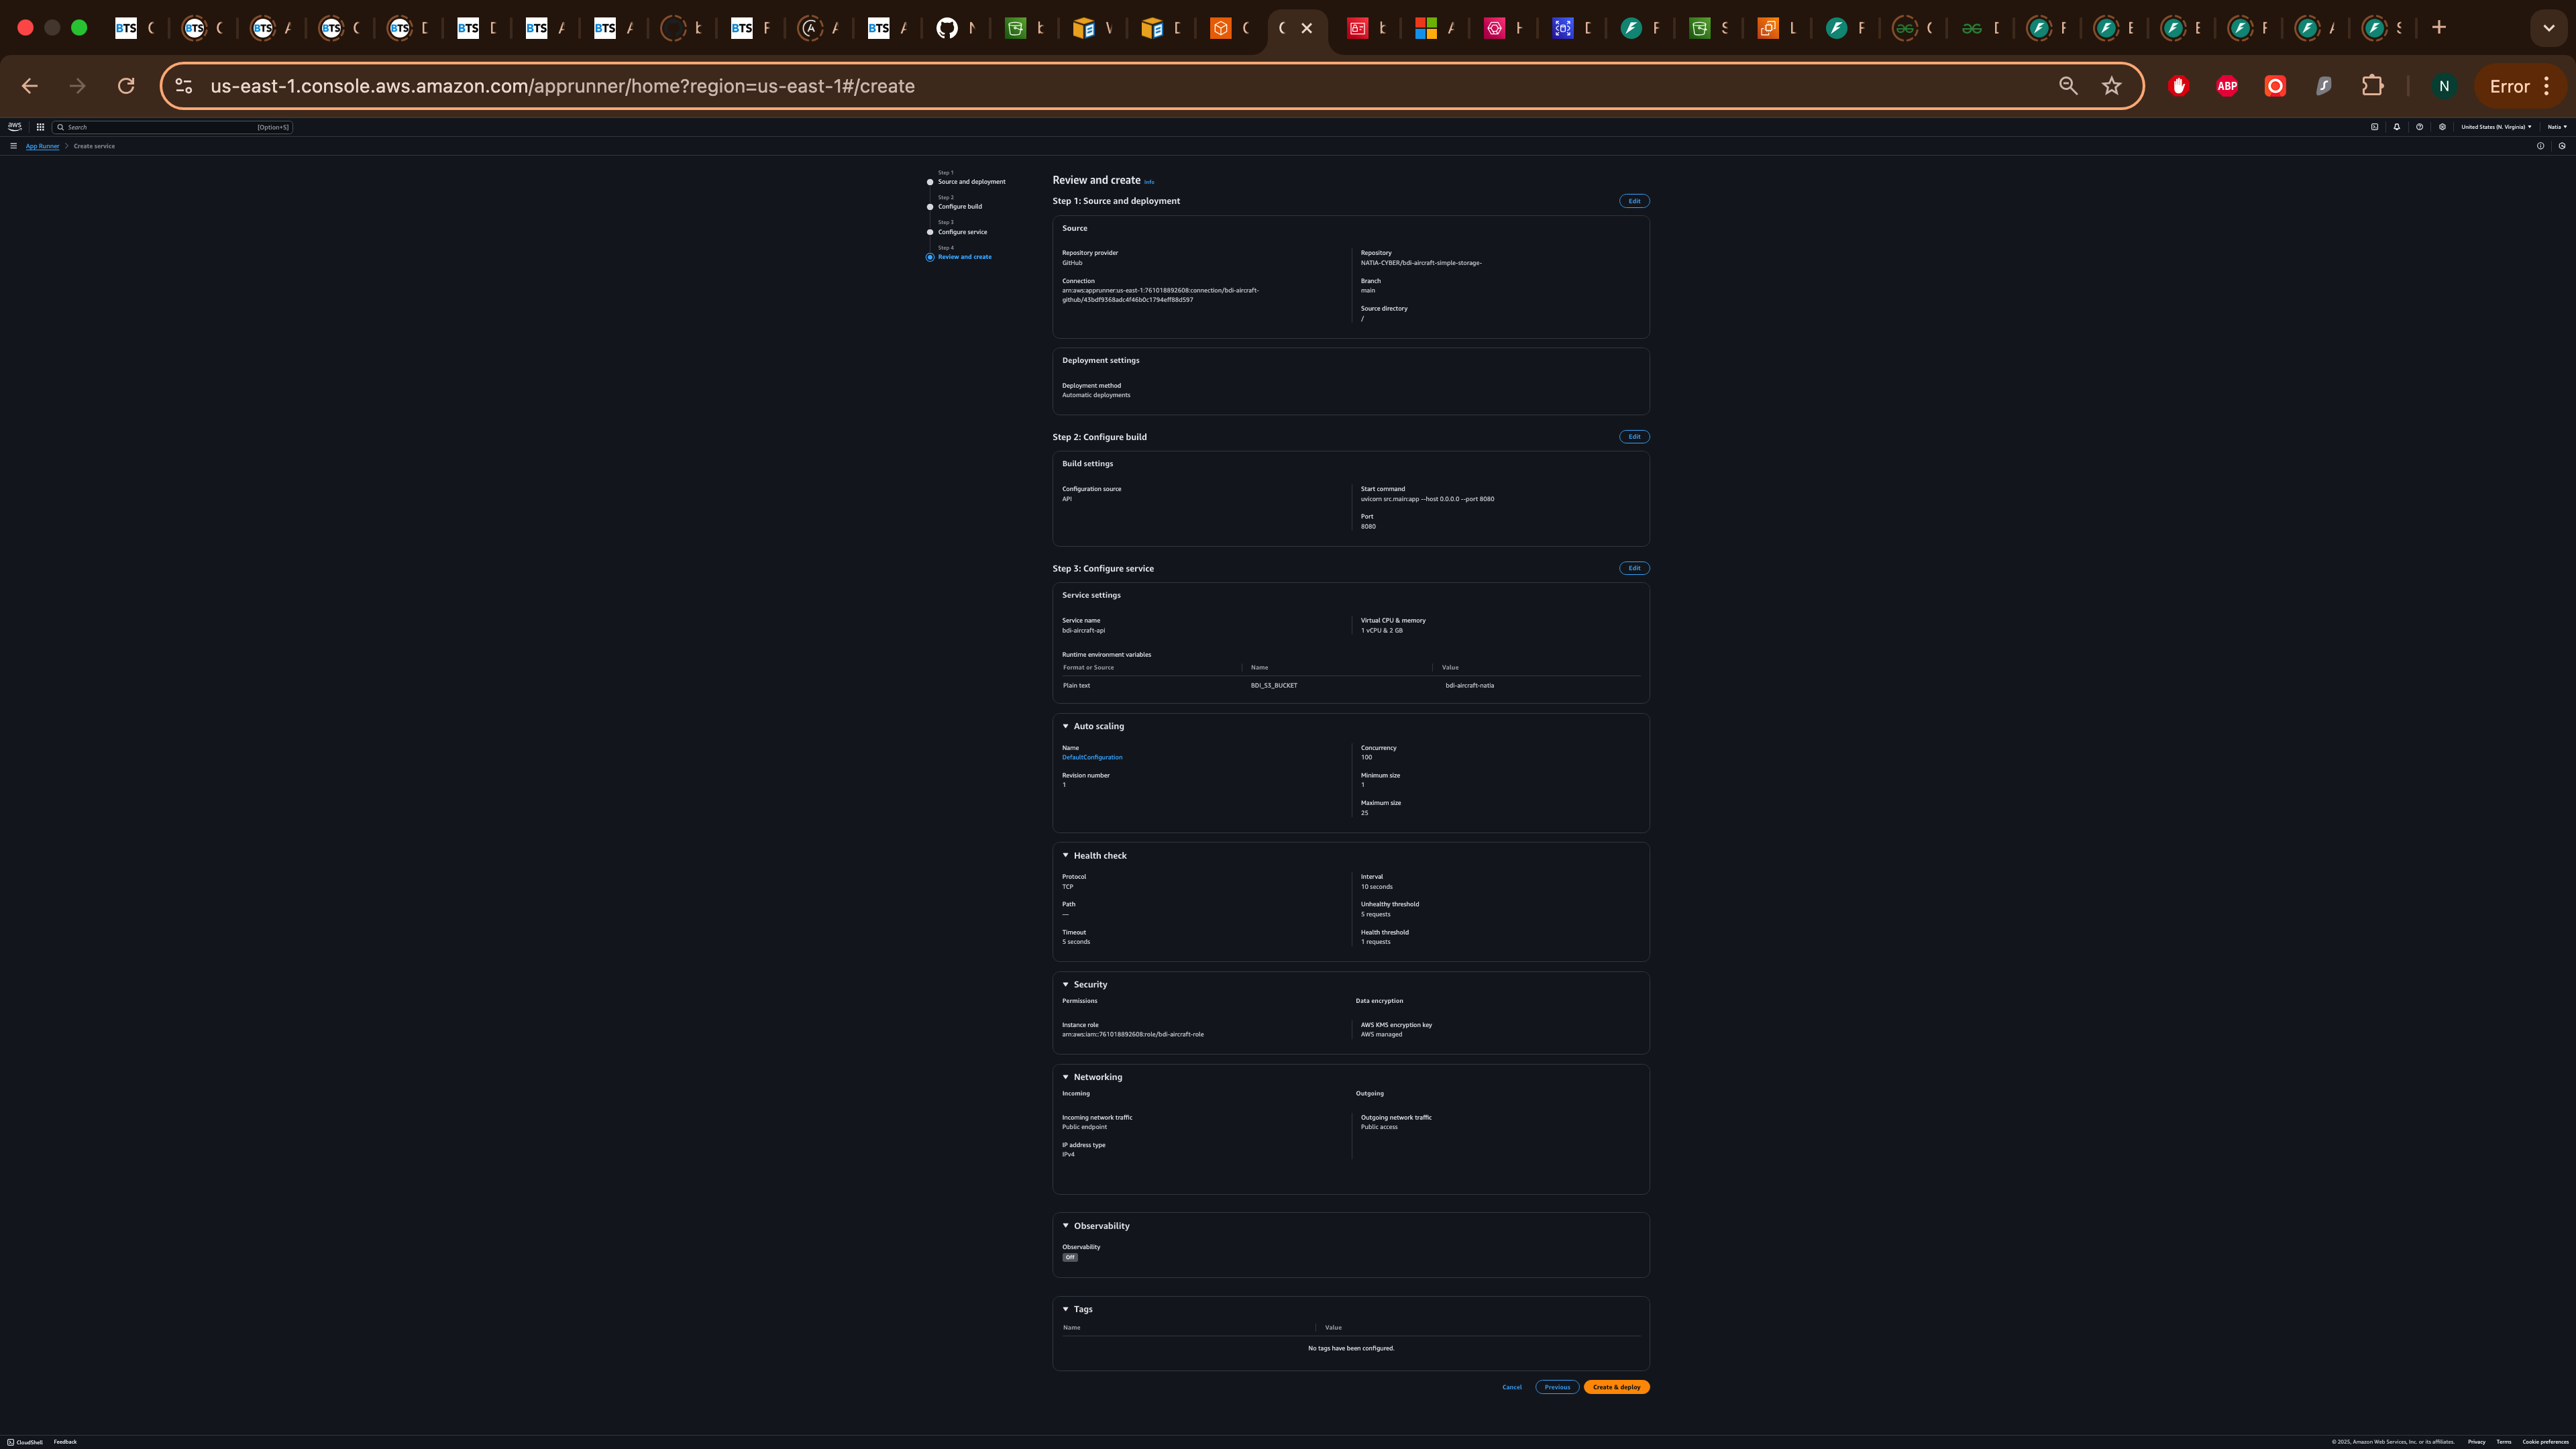 BTS
BTS
BTS
BTS
BTS
BTS
BTS
BTS
BTS
BTS
us-east-1.console.aws.amazon.com/apprunner/home?region=us-east-1#/create
ABP
N
Error
aws
Search
[Option+S]
United States (N. Virginia)
Natia
App Runner
Create service
Step 1
Source and deployment
Step 2
Configure build
Step 3
Configure service
Step 4
Review and create
Review and create Info
Step 1: Source and deployment
Edit
Source
Repository provider
GitHub
Connection
arn:aws:apprunner:us-east-1:761018892608:connection/bdi-aircraft-
github/43bdf9368adc4f46b0c1794eff88d597
Repository
NATIA-CYBER/bdi-aircraft-simple-storage-
Branch
main
Source directory
/
Deployment settings
Deployment method
Automatic deployments
Step 2: Configure build
Edit
Build settings
Configuration source
API
Start command
uvicorn src.main:app --host 0.0.0.0 --port 8080
Port
8080
Step 3: Configure service
Edit
Service settings
Service name
bdi-aircraft-api
Virtual CPU & memory
1 vCPU & 2 GB
Runtime environment variables
Format or Source Name Value
Plain text BDI_S3_BUCKET bdi-aircraft-natia
Auto scaling
Name
DefaultConfiguration
Revision number
1
Concurrency
100
Minimum size
1
Maximum size
25
Health check
Protocol
TCP
Path
—
Timeout
5 seconds
Interval
10 seconds
Unhealthy threshold
5 requests
Health threshold
1 requests
Security
Permissions
Instance role
arn:aws:iam::761018892608:role/bdi-aircraft-role
Data encryption
AWS KMS encryption key
AWS managed
Networking
Incoming
Incoming network traffic
Public endpoint
IP address type
IPv4
Outgoing
Outgoing network traffic
Public access
Observability
Observability
Off
Tags
Name Value
No tags have been configured.
Cancel
Previous
Create & deploy
CloudShell
Feedback
© 2025, Amazon Web Services, Inc. or its affiliates.
Privacy
Terms
Cookie preferences